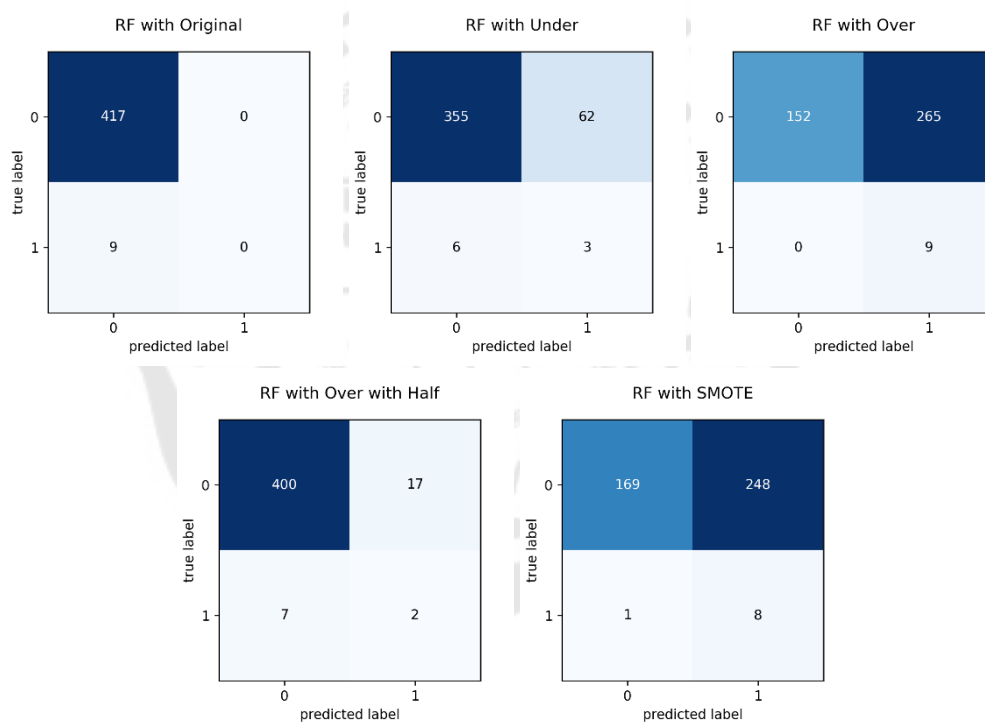 RF with Original
RF with Under
RF with Over
true label
0
417
0
1
9
0
0
1
predicted label
true label
0
355
62
1
6
3
0
1
predicted label
true label
0
152
265
1
0
9
0
1
predicted label
RF with Over with Half
RF with SMOTE
true label
0
400
17
1
7
2
0
1
predicted label
true label
0
169
248
1
1
8
0
1
predicted label